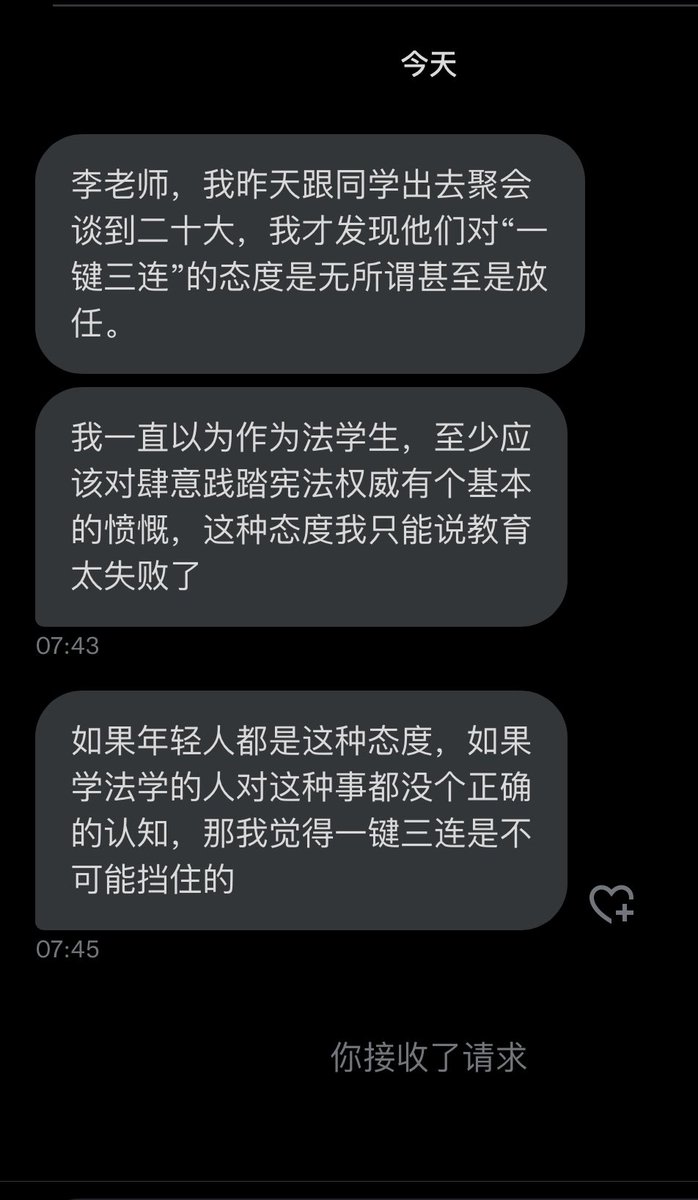 今天
李老师，我昨天跟同学出去聚会
谈到二十大，我才发现他们对“一
键三连”的态度是无所谓甚至是放
任。
我一直以为作为法学生，至少应
该对肆意践踏宪法权威有个基本
的愤慨，这种态度我只能说教育
太失败了
07:43
如果年轻人都是这种态度，如果
学法学的人对这种事都没个正确
的认知，那我觉得一键三连是不
可能挡住的
07:45
你接收了请求